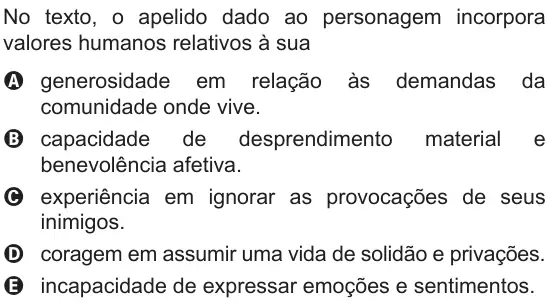 No texto, o apelido dado ao personagem incorpora
valores humanos relativos à sua
A generosidade em relação às demandas da
comunidade onde vive.
B capacidade de desprendimento material e
benevolência afetiva.
C experiência em ignorar as provocações de seus
inimigos.
D coragem em assumir uma vida de solidão e privações.
E incapacidade de expressar emoções e sentimentos.